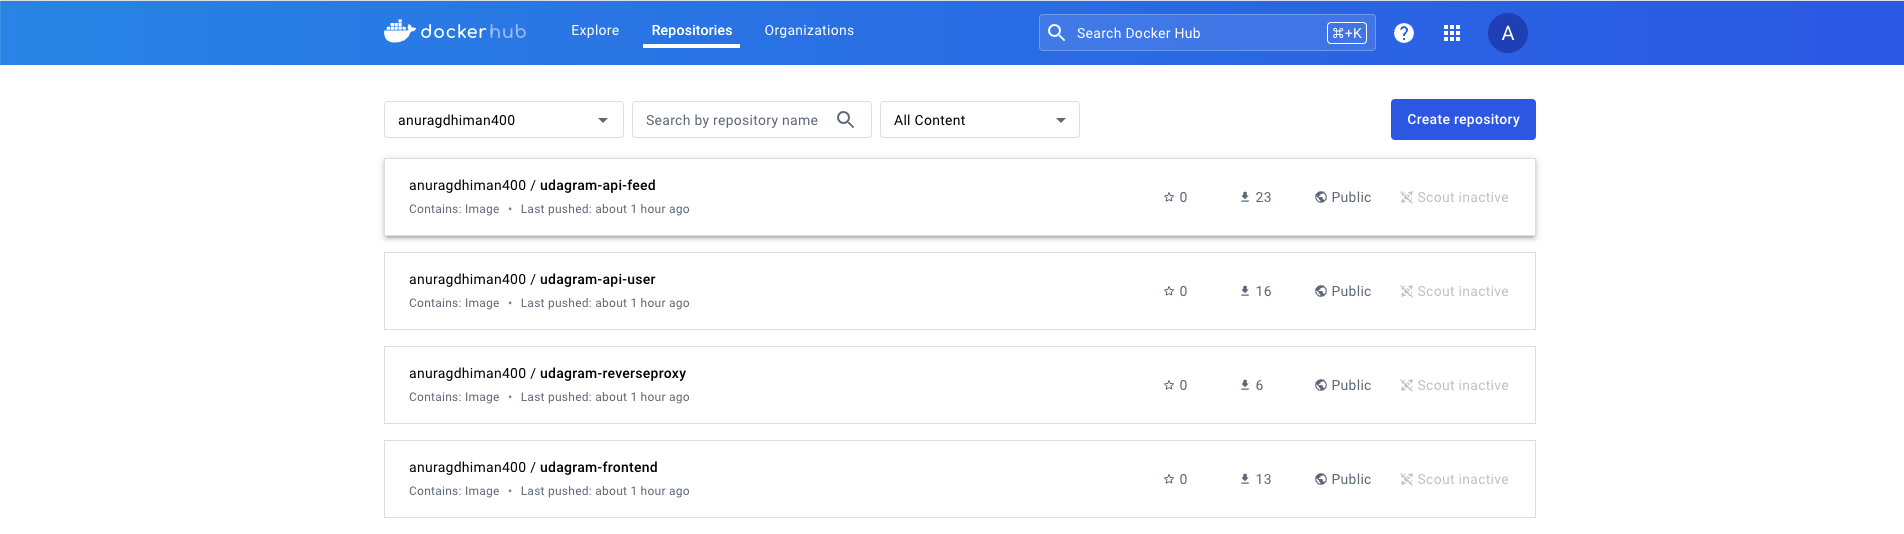 docker hub
Explore
Repositories
Organizations
Search Docker Hub
⌘+K
?
A
anuragdhiman400
Search by repository name
All Content
Create repository
anuragdhiman400 / udagram-api-feed
Contains: Image • Last pushed: about 1 hour ago
0
23
Public
Scout inactive
anuragdhiman400 / udagram-api-user
Contains: Image • Last pushed: about 1 hour ago
0
16
Public
Scout inactive
anuragdhiman400 / udagram-reverseproxy
Contains: Image • Last pushed: about 1 hour ago
0
6
Public
Scout inactive
anuragdhiman400 / udagram-frontend
Contains: Image • Last pushed: about 1 hour ago
0
13
Public
Scout inactive